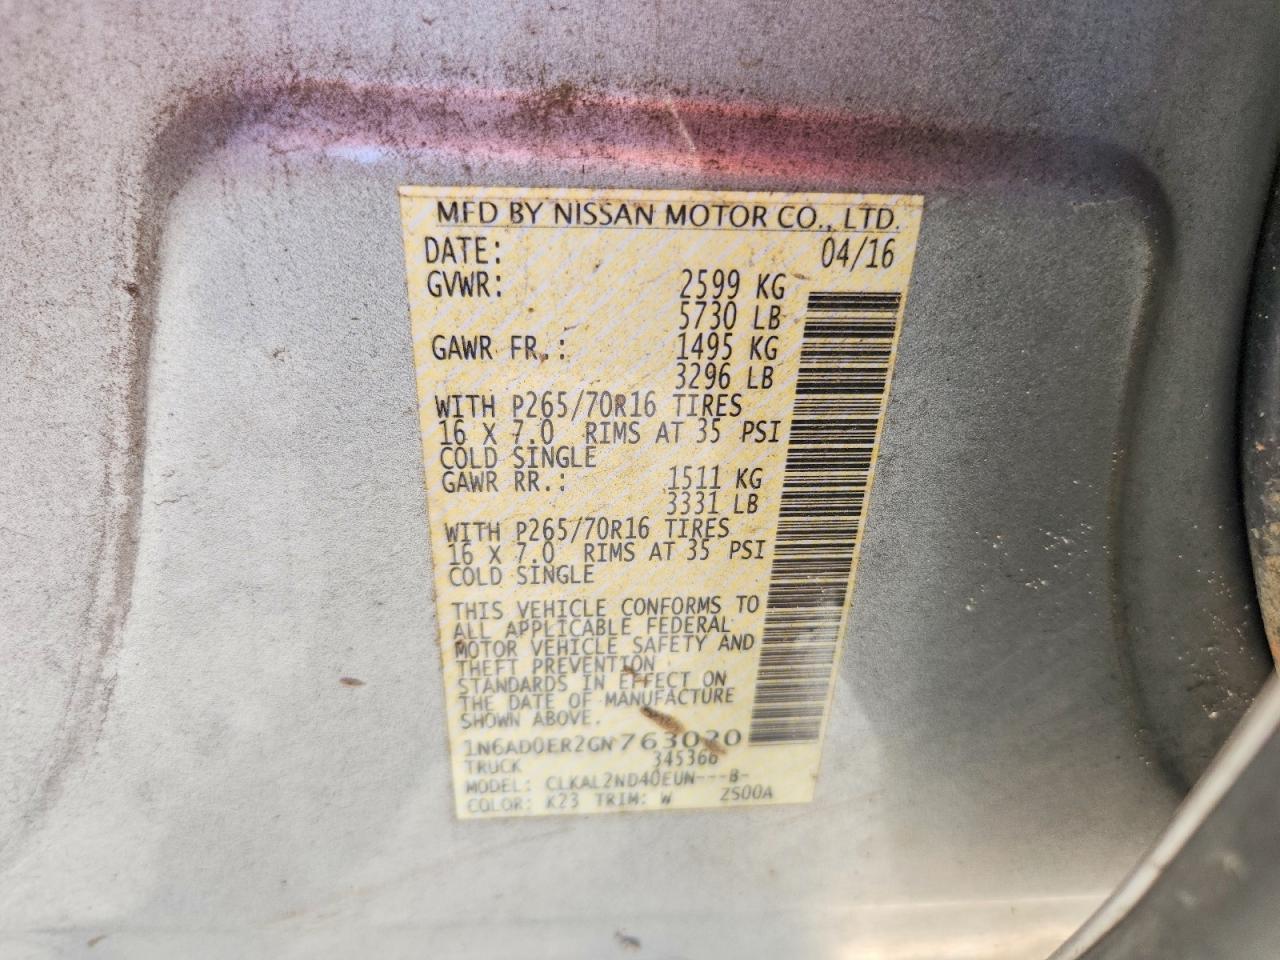 MFD BY NISSAN MOTOR CO., LTD.
DATE: 04/16
GVWR: 2599 KG
5730 LB
GAWR FR.: 1495 KG
3296 LB
WITH P265/70R16 TIRES
16 X 7.0 RIMS AT 35 PSI
COLD SINGLE
GAWR RR.: 1511 KG
3331 LB
WITH P265/70R16 TIRES
16 X 7.0 RIMS AT 35 PSI
COLD SINGLE
THIS VEHICLE CONFORMS TO
ALL APPLICABLE FEDERAL
MOTOR VEHICLE SAFETY AND
THEFT PREVENTION
STANDARDS IN EFFECT ON
THE DATE OF MANUFACTURE
SHOWN ABOVE.
1N6AD0ER2GN763020
TRUCK 345366
MODEL: CLKAL2ND40EUN---B-
COLOR: K23 TRIM: W ZS00A